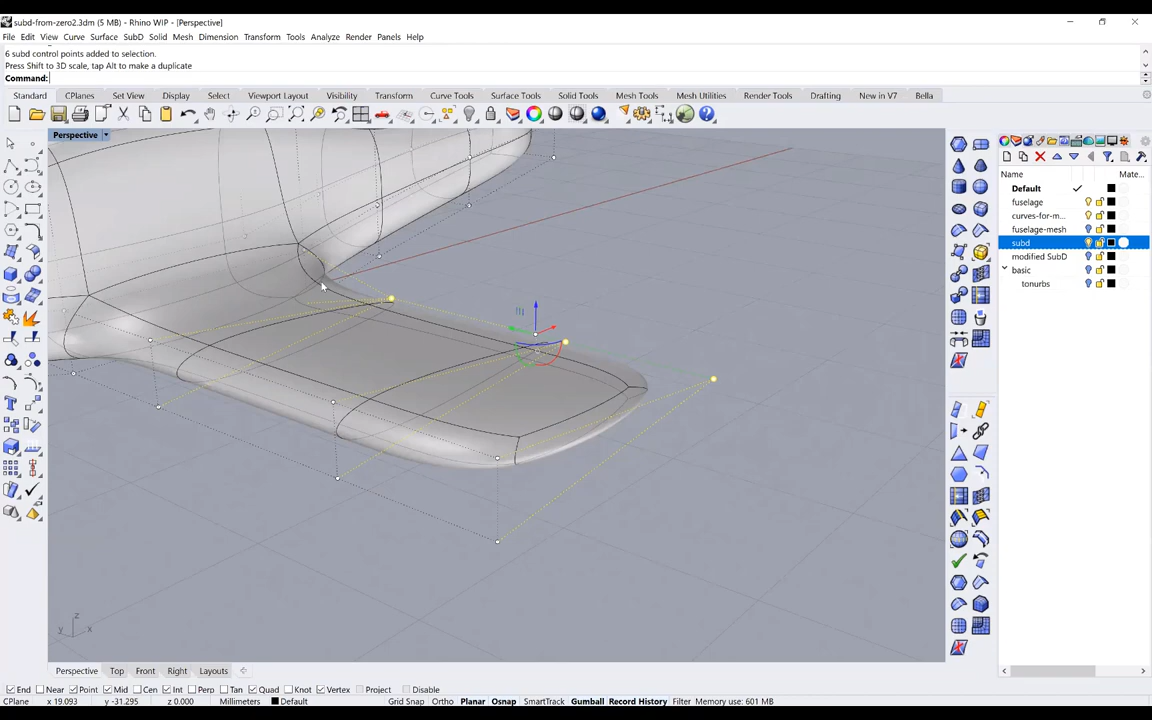 subd-from-zero2.3dm (5 MB) - Rhino WIP - [Perspective]
File Edit View Curve Surface SubD Solid Mesh Dimension Transform Tools Analyze Render Panels Help
6 subd control points added to selection.
Press Shift to 3D scale, tap Alt to make a duplicate
Command:
Standard CPlanes Set View Display Select Viewport Layout Visibility Transform Curve Tools Surface Tools Solid Tools Mesh Tools Render Tools Drafting New in V7 Bella
Perspective
Name Mate...
Default
fuselage
curves-for-m...
fuselage-mesh
subd
modified SubD
basic
tonurbs
z
y x
Perspective Top Front Right Layouts
End Near Point Mid Cen Int Perp Tan Quad Knot Vertex Project Disable
CPlane x 19.093 y -31.295 z 0.000 Millimeters Default Grid Snap Ortho Planar Osnap SmartTrack Gumball Record History Filter Memory use: 601 MB